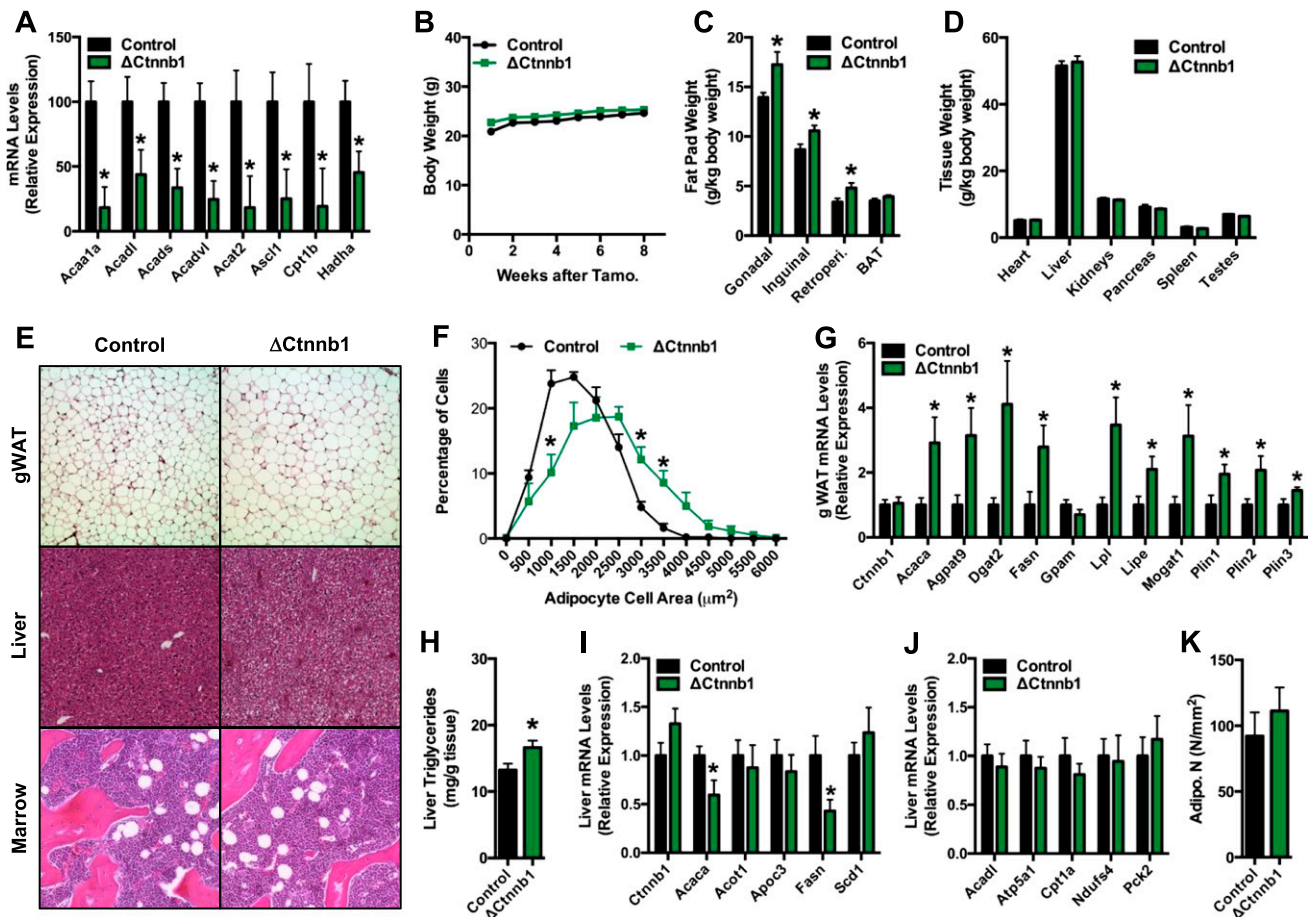 A
mRNA Levels
(Relative Expression)
150
100
50
0
Control
ΔCtnnb1
* * * * * * * *
Acaa1a
Acadl
Acads
Acadvl
Acat2
Ascl1
Cpt1b
Hadha
B
Body Weight (g)
40
30
20
10
0
Control
ΔCtnnb1
0 2 4 6 8
Weeks after Tamo.
C
Fat Pad Weight
(g/kg body weight)
20
15
10
5
0
Control
ΔCtnnb1
* * *
Gonadal
Inguinal
Retroperi.
BAT
D
Tissue Weight
(g/kg body weight)
60
40
20
0
Control
ΔCtnnb1
Heart
Liver
Kidneys
Pancreas
Spleen
Testes
E
Control ΔCtnnb1
gWAT
Liver
Marrow
F
Percentage of Cells
30
20
10
0
Control ΔCtnnb1
* * *
0
500
1000
1500
2000
2500
3000
3500
4000
4500
5000
5500
6000
Adipocyte Cell Area (μm²)
G
gWAT mRNA Levels
(Relative Expression)
6
4
2
0
Control
ΔCtnnb1
* * * * * * * * * *
Ctnnb1
Acaca
Agpat9
Dgat2
Fasn
Gpam
Lpl
Lipe
Mogat1
Plin1
Plin2
Plin3
H
Liver Triglycerides
(mg/g tissue)
30
20
10
0
*
Control
ΔCtnnb1
I
Liver mRNA Levels
(Relative Expression)
2.0
1.5
1.0
0.5
0.0
Control
ΔCtnnb1
* *
Ctnnb1
Acaca
Acot1
Apoc3
Fasn
Scd1
J
Liver mRNA Levels
(Relative Expression)
2.0
1.5
1.0
0.5
0.0
Control
ΔCtnnb1
Acadl
Atp5a1
Cpt1a
Ndufs4
Pck2
K
Adipo. N (N/mm²)
150
100
50
0
Control
ΔCtnnb1